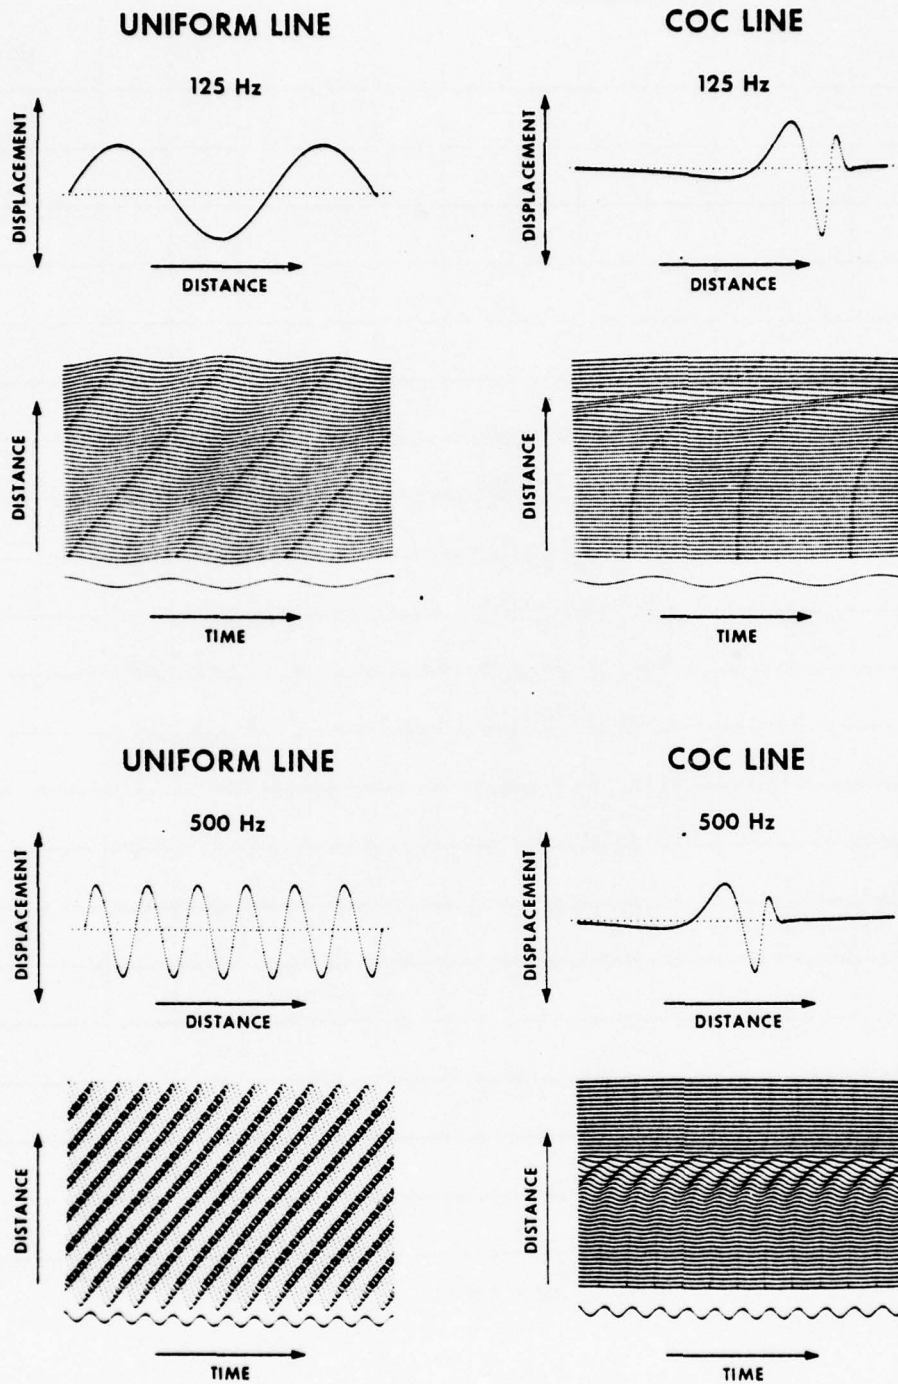 UNIFORM LINE
COC LINE
125 Hz
125 Hz
DISPLACEMENT
DISPLACEMENT
DISTANCE
DISTANCE
DISTANCE
DISTANCE
TIME
TIME
UNIFORM LINE
COC LINE
500 Hz
500 Hz
DISPLACEMENT
DISPLACEMENT
DISTANCE
DISTANCE
DISTANCE
DISTANCE
TIME
TIME